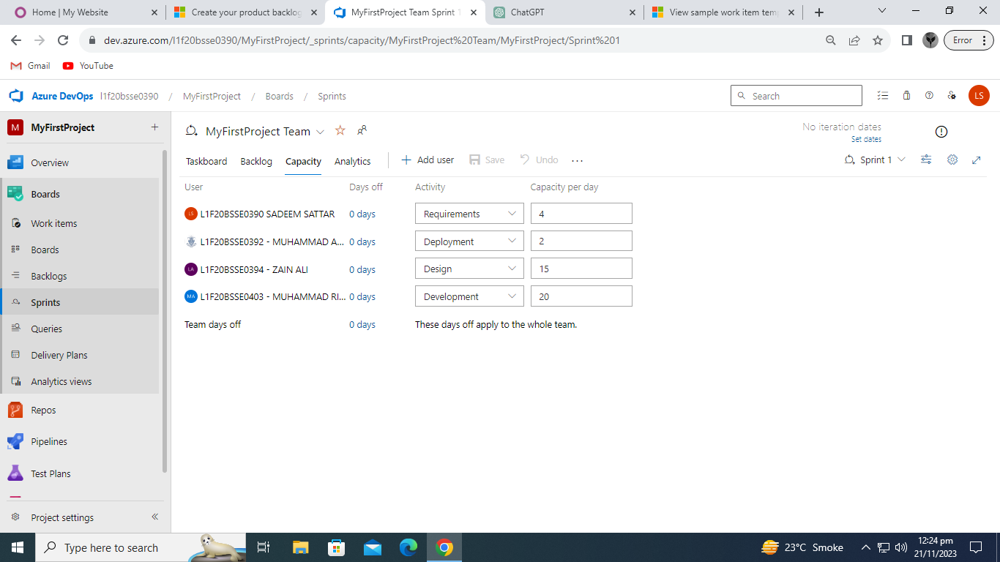 Home | My Website
Create your product backlog
MyFirstProject Team Sprint 1
ChatGPT
View sample work item tem
dev.azure.com/l1f20bsse0390/MyFirstProject/_sprints/capacity/MyFirstProject%20Team/MyFirstProject/Sprint%201
Error
Gmail
YouTube
Azure DevOps l1f20bsse0390 / MyFirstProject / Boards / Sprints
Search
LS
M MyFirstProject
MyFirstProject Team
No iteration dates
Set dates
Overview
Boards
Work items
Boards
Backlogs
Sprints
Queries
Delivery Plans
Analytics views
Repos
Pipelines
Test Plans
Project settings
Taskboard Backlog Capacity Analytics
Add user Save Undo
Sprint 1
User Days off Activity Capacity per day
LS L1F20BSSE0390 SADEEM SATTAR 0 days Requirements 4
L1F20BSSE0392 - MUHAMMAD A... 0 days Deployment 2
LA L1F20BSSE0394 - ZAIN ALI 0 days Design 15
MA L1F20BSSE0403 - MUHAMMAD RI... 0 days Development 20
Team days off 0 days These days off apply to the whole team.
Type here to search
23°C Smoke
12:24 pm
21/11/2023